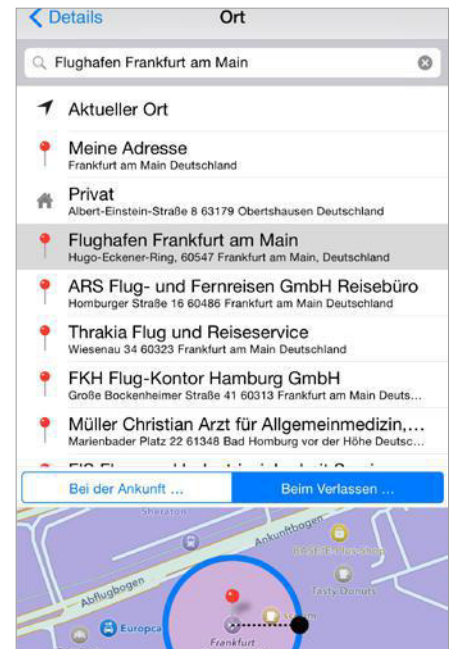 Details
Ort
Flughafen Frankfurt am Main
Aktueller Ort
Meine Adresse
Frankfurt am Main Deutschland
Privat
Albert-Einstein-Straße 8 63179 Obertshausen Deutschland
Flughafen Frankfurt am Main
Hugo-Eckener-Ring, 60547 Frankfurt am Main, Deutschland
ARS Flug- und Fernreisen GmbH Reisebüro
Homburger Straße 16 60486 Frankfurt am Main Deutschland
Thrakia Flug und Reiseservice
Wiesenau 34 60323 Frankfurt am Main Deutschland
FKH Flug-Kontor Hamburg GmbH
Große Bockenheimer Straße 41 60313 Frankfurt am Main Deuts...
Müller Christian Arzt für Allgemeinmedizin,...
Marienbader Platz 22 61348 Bad Homburg vor der Höhe Deutsc...
Bei der Ankunft ...
Beim Verlassen ...
Sheraton
Ankunftbogen
Tasty Donuts
Abflugbogen
Europca
Frankfurt